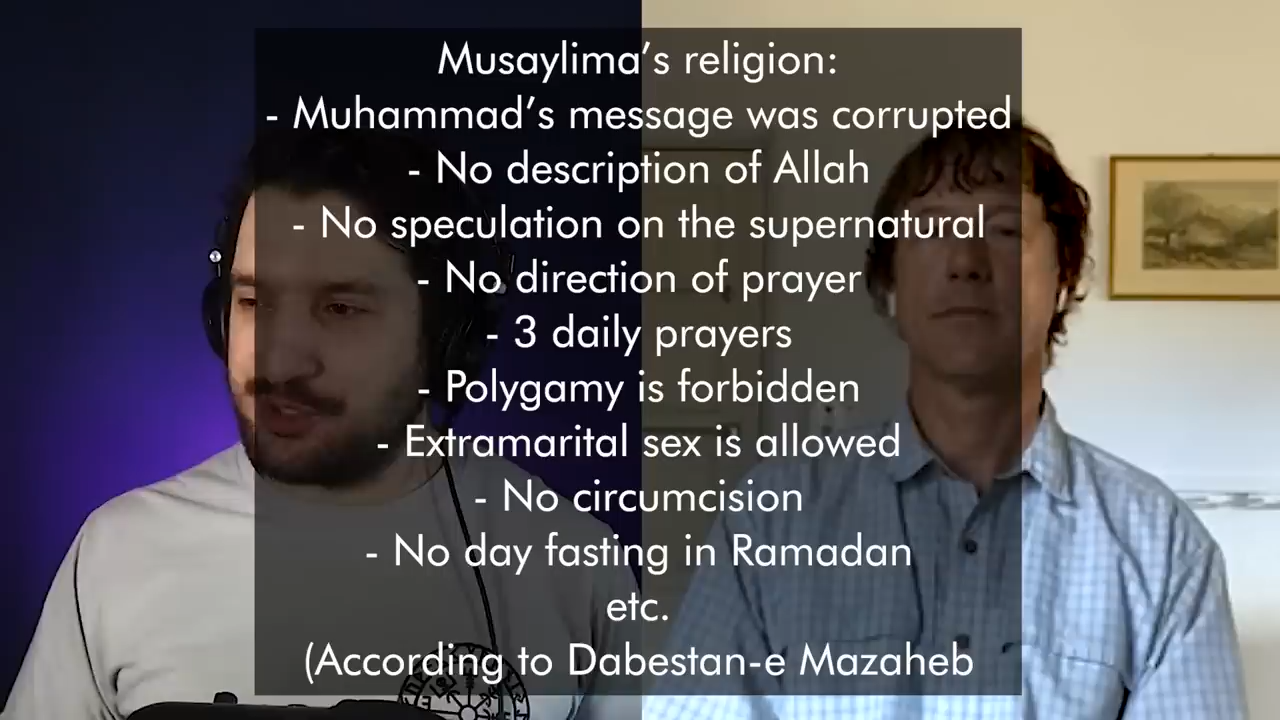 Musaylima's religion:
- Muhammad's message was corrupted
- No description of Allah
- No speculation on the supernatural
- No direction of prayer
- 3 daily prayers
- Polygamy is forbidden
- Extramarital sex is allowed
- No circumcision
- No day fasting in Ramadan
etc.
(According to Dabestan-e Mazaheb